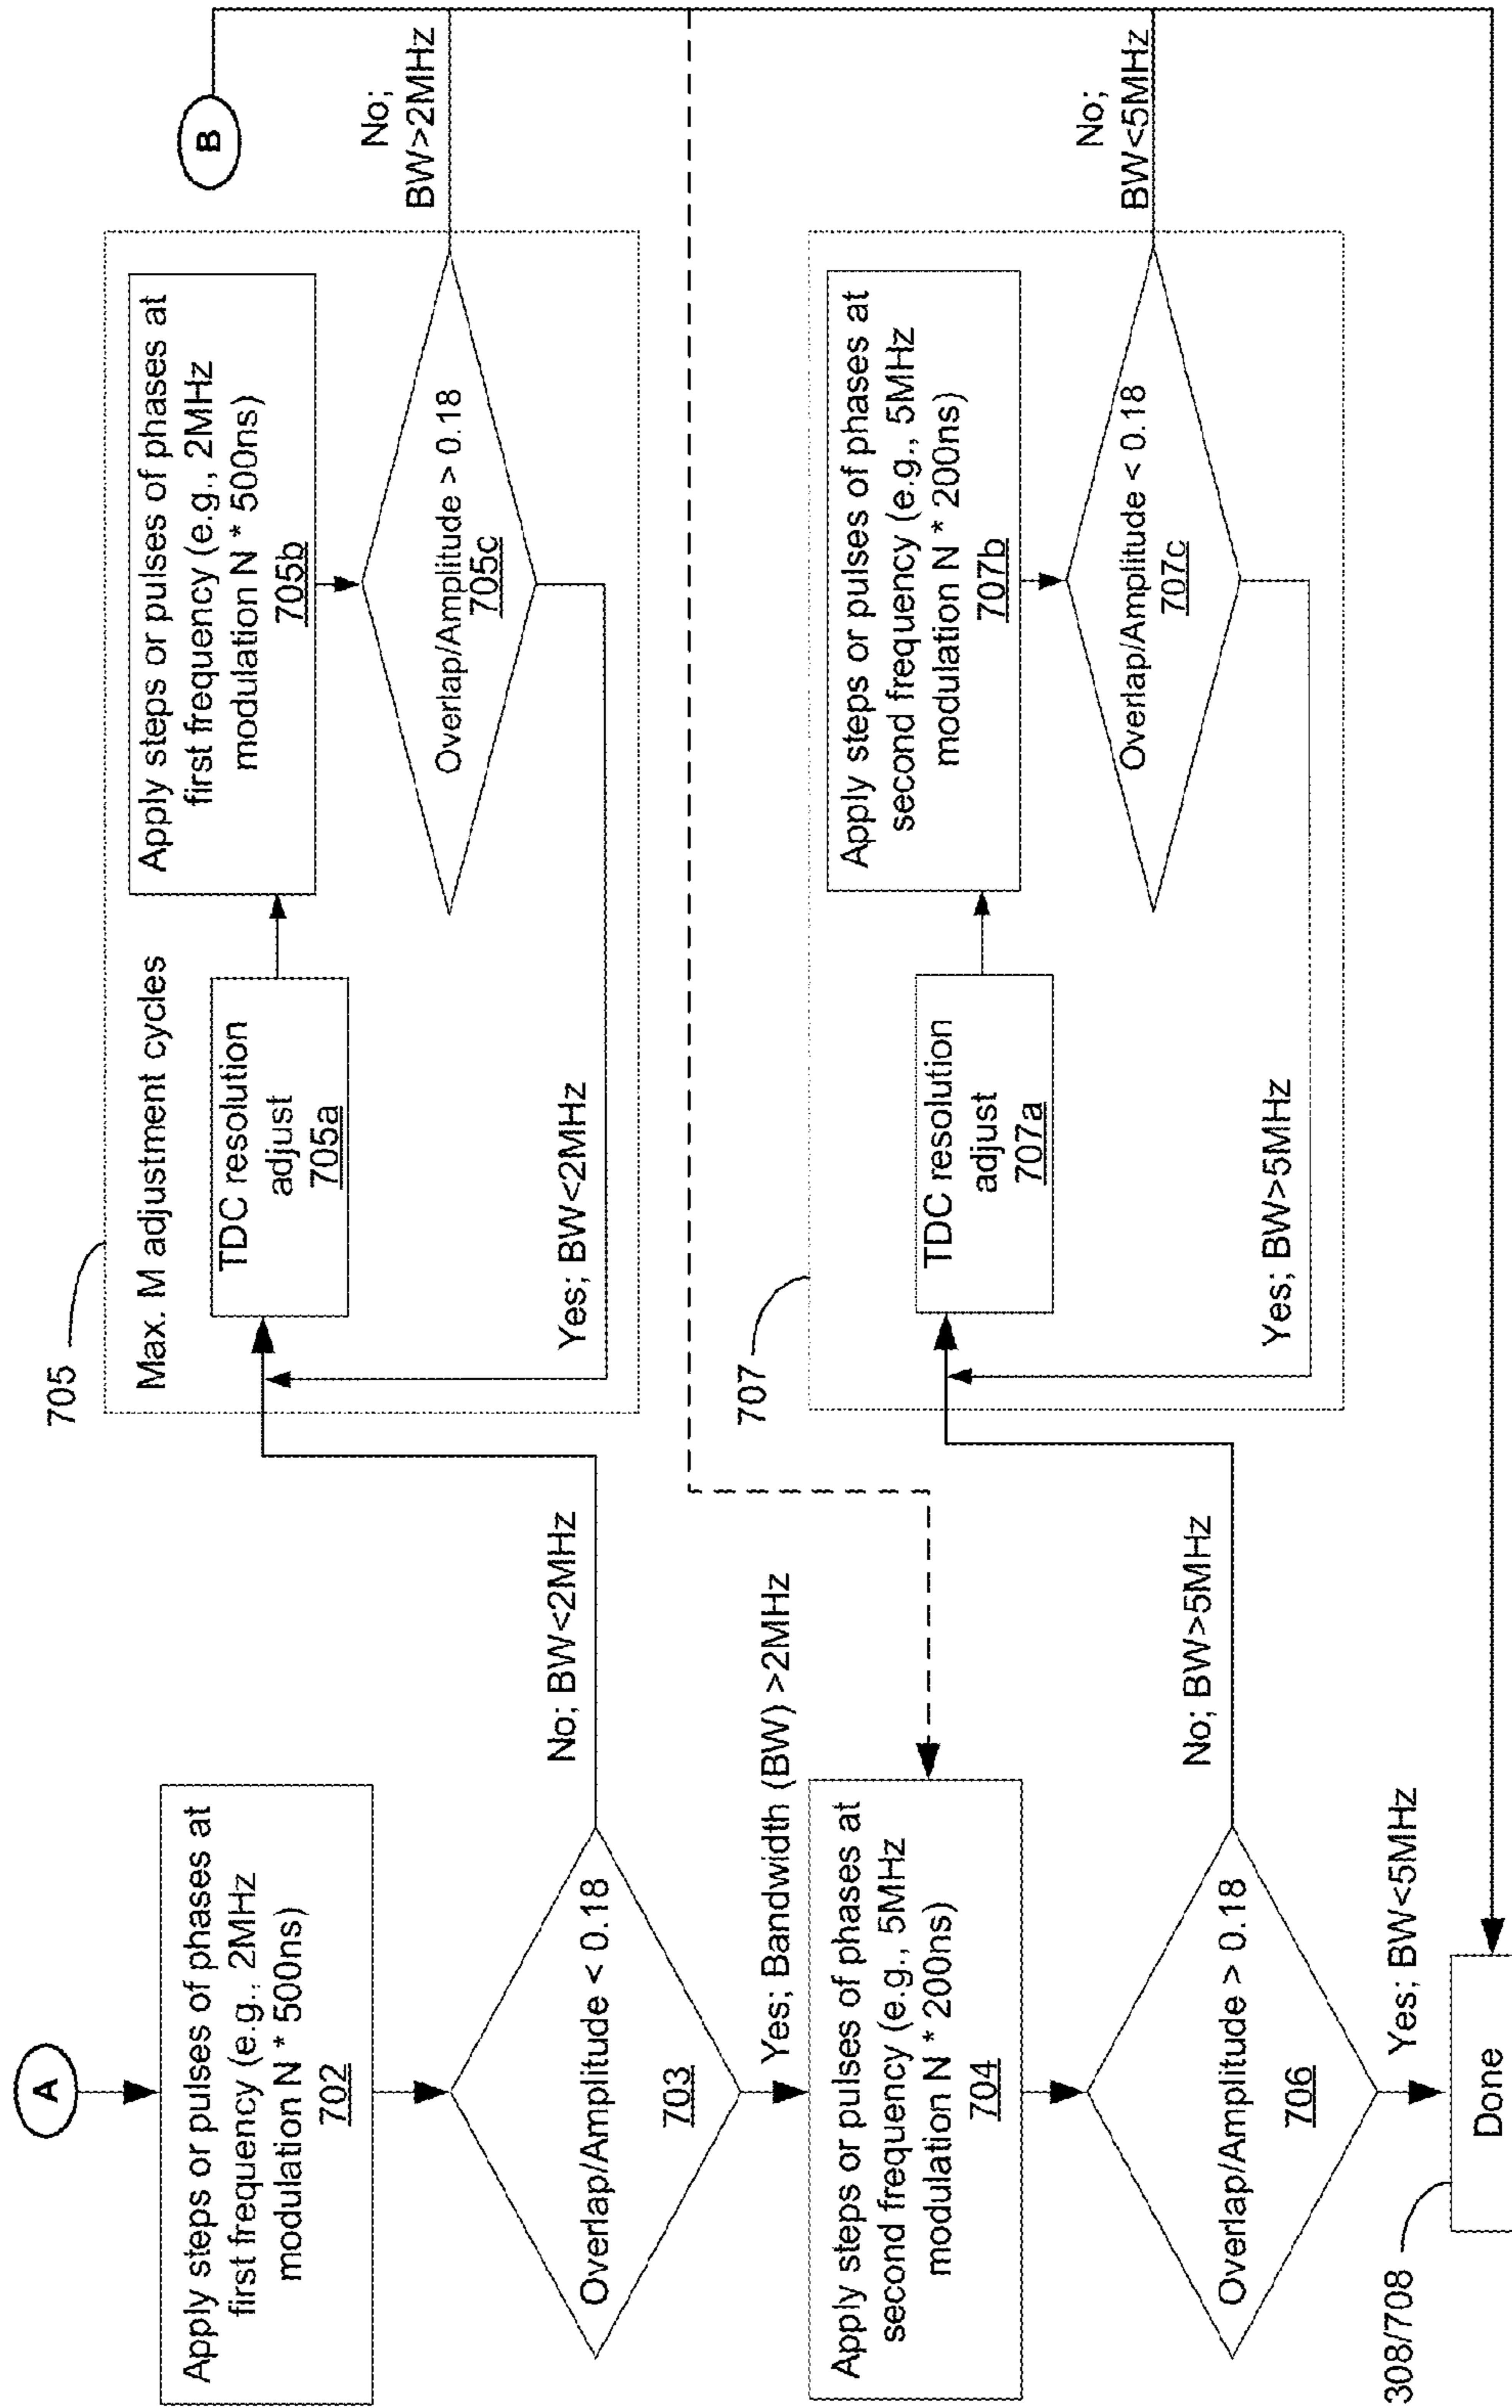 A
Apply steps or pulses of phases at
first frequency (e.g., 2MHz
modulation N * 500ns)
702
Overlap/Amplitude < 0.18
703
No; BW<2MHz
Yes; Bandwidth (BW) >2MHz
Apply steps or pulses of phases at
second frequency (e.g., 5MHz
modulation N * 200ns)
704
Overlap/Amplitude > 0.18
706
No; BW>5MHz
Yes; BW<5MHz
Done
308/708
705
Max. M adjustment cycles
TDC resolution
adjust
705a
Apply steps or pulses of phases at
first frequency (e.g., 2MHz
modulation N * 500ns)
705b
Overlap/Amplitude > 0.18
705c
Yes; BW<2MHz
No;
BW>2MHz
B
707
TDC resolution
adjust
707a
Apply steps or pulses of phases at
second frequency (e.g., 5MHz
modulation N * 200ns)
707b
Overlap/Amplitude < 0.18
707c
Yes; BW>5MHz
No;
BW<5MHz